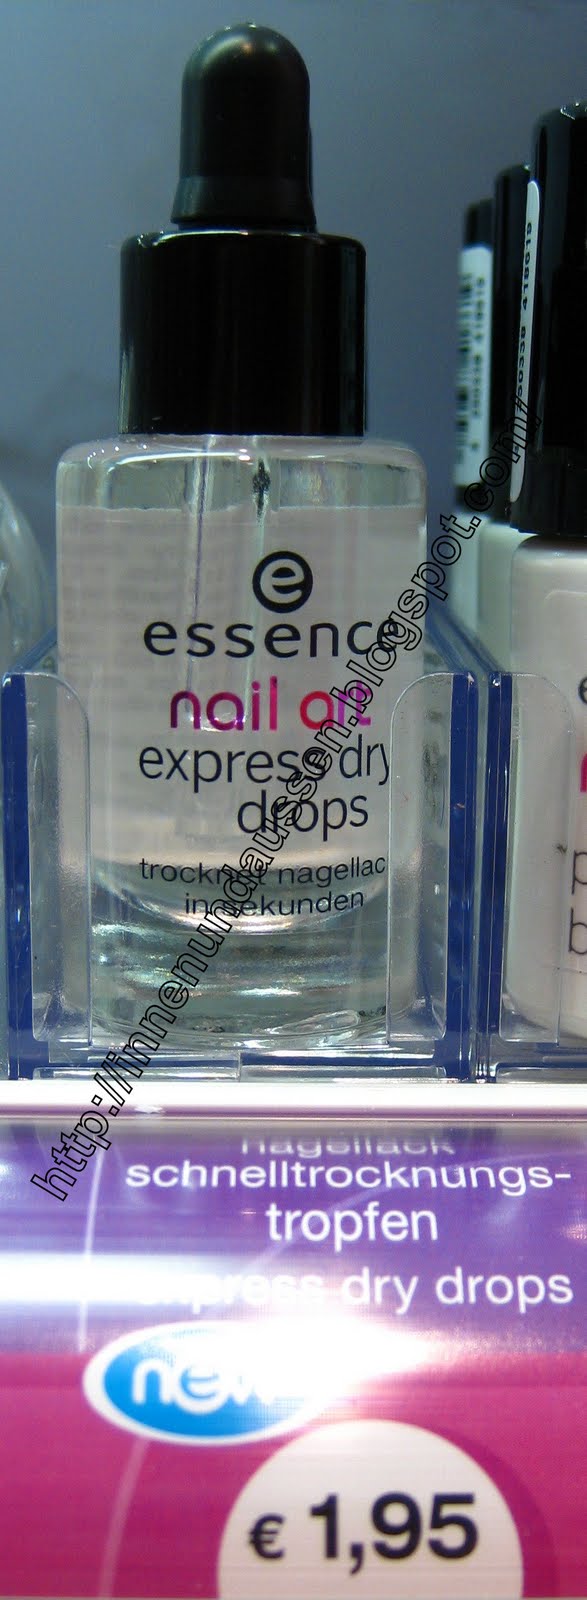 e
essence
nail art
express dry
drops
trocknet nagellac
in sekunden
http://innenundaussen.blogspot.com/
nagellack
schnelltrocknungs-
tropfen
express dry drops
new
€ 1,95